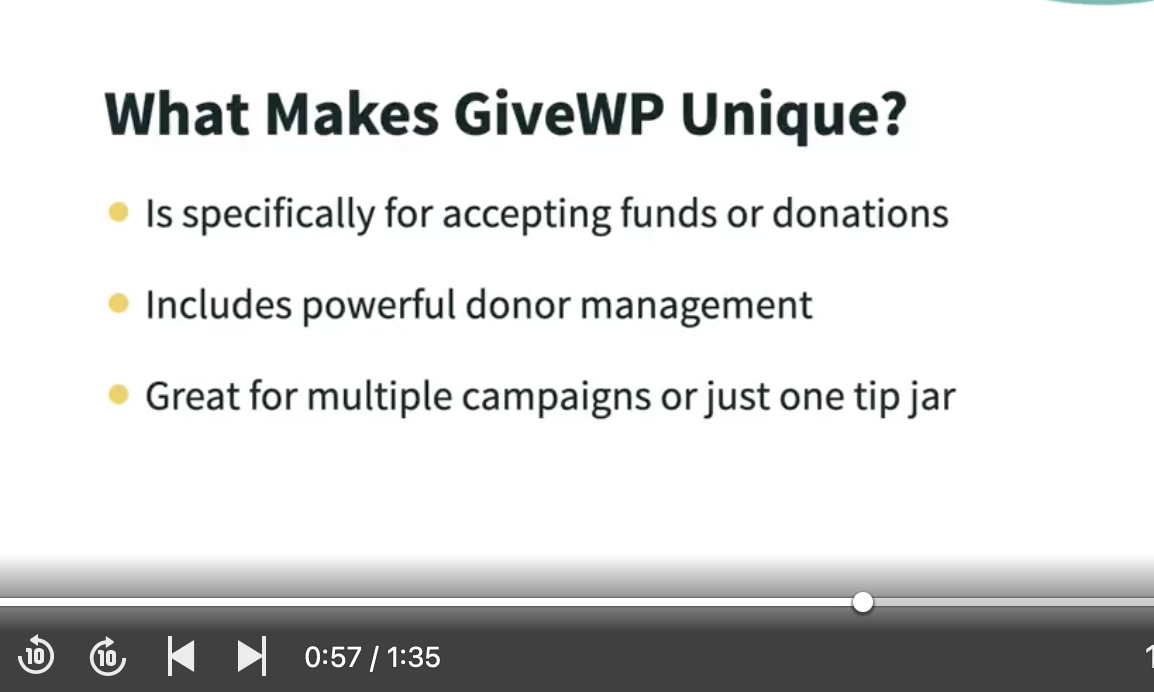 What Makes GiveWP Unique?
Is specifically for accepting funds or donations
Includes powerful donor management
Great for multiple campaigns or just one tip jar
10 10 0:57 / 1:35